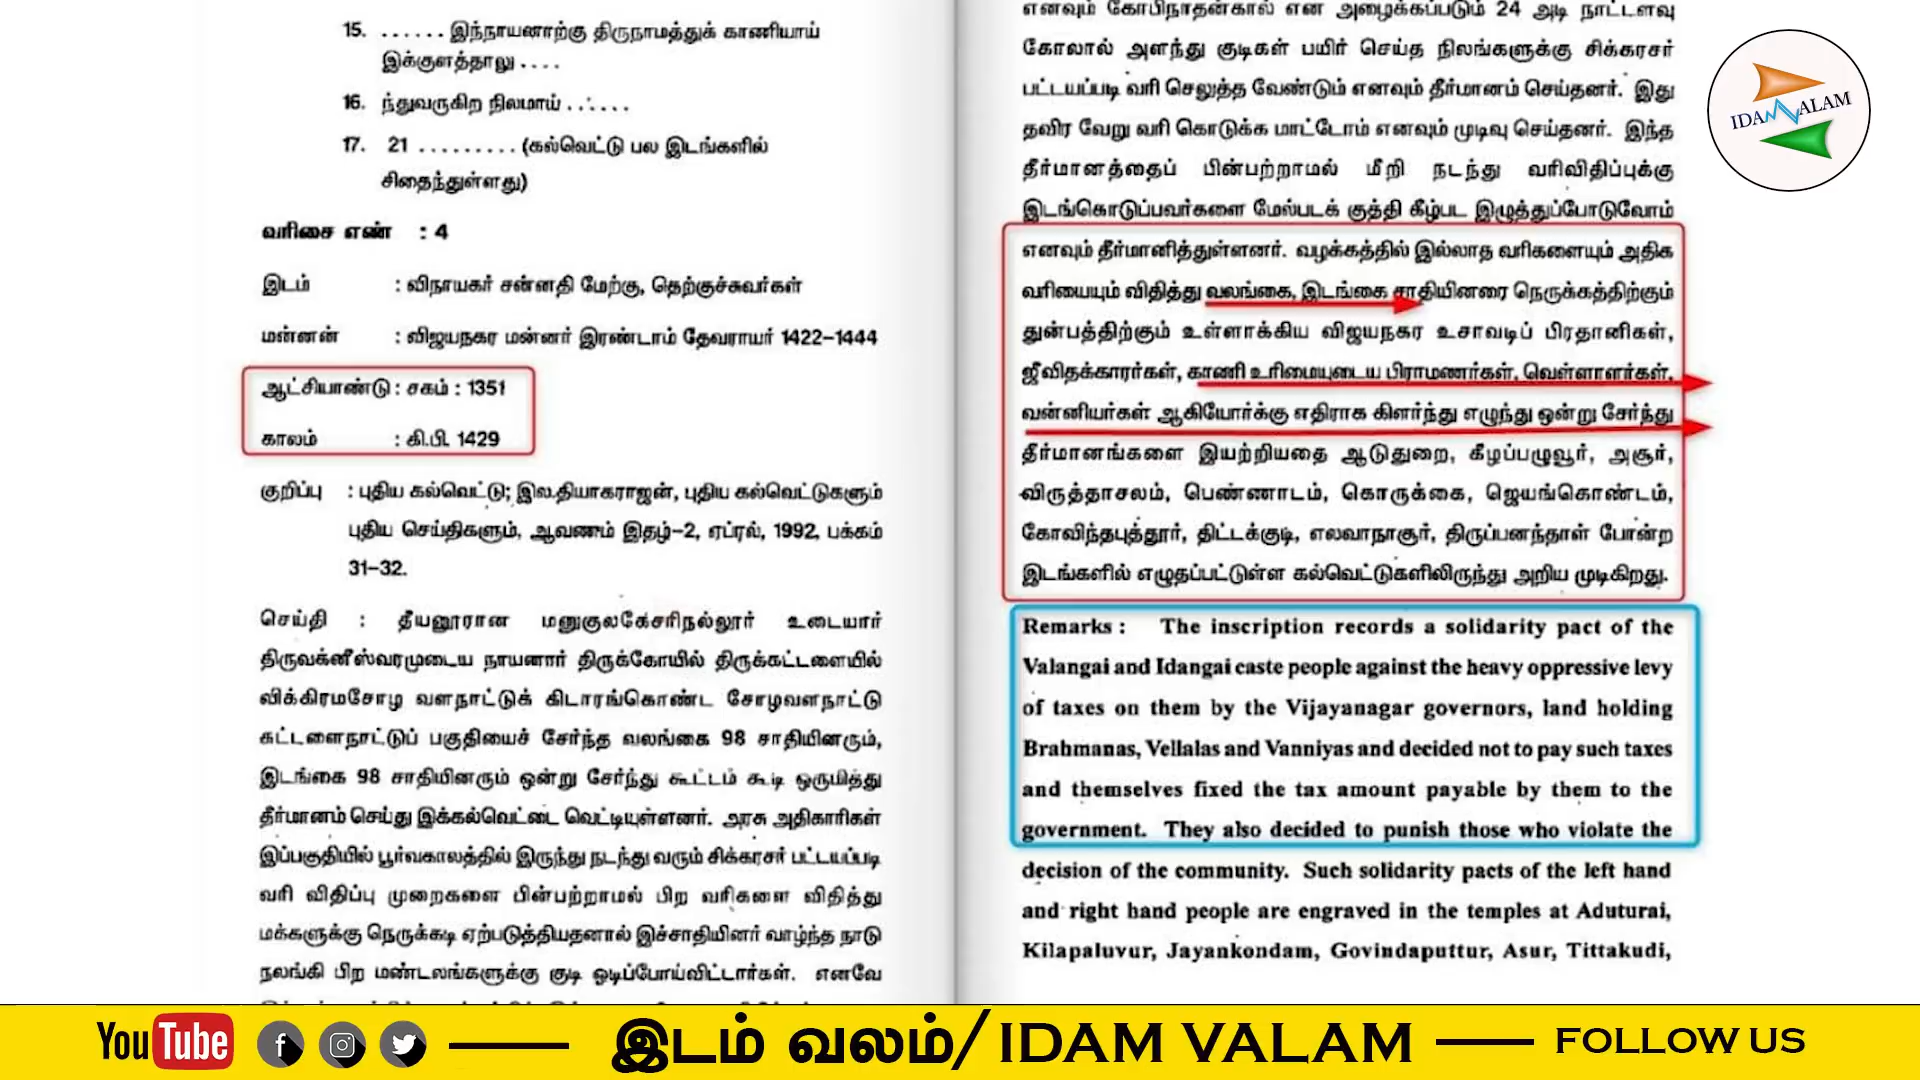 15. . . . . . . இந்நாயனாற்கு திருநாமத்துக் காணியாய்
இக்குளத்தாலு . . . .
16. ந்துவருகிற நிலமாய் . . . . . .
17. 21 . . . . . . . . . (கல்வெட்டு பல இடங்களில்
சிதைந்துள்ளது)
வரிசை எண் : 4
இடம் : விநாயகர் சன்னதி மேற்கு, தெற்குச்சுவர்கள்
மன்னன் : விஜயநகர மன்னர் இரண்டாம் தேவராயர் 1422-1444
ஆட்சியாண்டு : சகம் : 1351
காலம் : கி.பி. 1429
குறிப்பு : புதிய கல்வெட்டு; இல.தியாகராஜன், புதிய கல்வெட்டுகளும்
புதிய செய்திகளும், ஆவணம் இதழ்-2, ஏப்ரல், 1992, பக்கம்
31-32.
செய்தி : தீயனூரான மனுகுலகேசரிநல்லூர் உடையார்
திருவக்னீஸ்வரமுடைய நாயனார் திருக்கோயில் திருக்கட்டளையில்
விக்கிரமசோழ வளநாட்டுக் கிடாரங்கொண்ட சோழவளநாட்டு
கட்டளைநாட்டுப் பகுதியைச் சேர்ந்த வலங்கை 98 சாதியினரும்,
இடங்கை 98 சாதியினரும் ஒன்று சேர்ந்து கூட்டம் கூடி ஒருமித்து
தீர்மானம் செய்து இக்கல்வெட்டை வெட்டியுள்ளனர். அரசு அதிகாரிகள்
இப்பகுதியில் பூர்வகாலத்தில் இருந்து நடந்து வரும் சிக்கரசர் பட்டயப்படி
வரி விதிப்பு முறைகளை பின்பற்றாமல் பிற வரிகளை விதித்து
மக்களுக்கு நெருக்கடி ஏற்படுத்தியதனால் இச்சாதியினர் வாழ்ந்த நாடு
நலங்கி பிற மண்டலங்களுக்கு குடி ஓடிப்போய்விட்டார்கள். எனவே
எனவும் கோபிநாதன்கால் என அழைக்கப்படும் 24 அடி நாட்டளவு
கோலால் அளந்து குடிகள் பயிர் செய்த நிலங்களுக்கு சிக்கரசர்
பட்டயப்படி வரி செலுத்த வேண்டும் எனவும் தீர்மானம் செய்தனர். இது
தவிர வேறு வரி கொடுக்க மாட்டோம் எனவும் முடிவு செய்தனர். இந்த
தீர்மானத்தைப் பின்பற்றாமல் மீறி நடந்து வரிவிதிப்புக்கு
இடங்கொடுப்பவர்களை மேல்படக் குத்தி கீழ்பட இழுத்துப்போடுவோம்
எனவும் தீர்மானித்துள்ளனர். வழக்கத்தில் இல்லாத வரிகளையும் அதிக
வரியையும் விதித்து வலங்கை, இடங்கை சாதியினரை நெருக்கத்திற்கும்
துன்பத்திற்கும் உள்ளாக்கிய விஜயநகர உசாவடிப் பிரதானிகள்,
ஜீவிதக்காரர்கள், காணி உரிமையுடைய பிராமணர்கள், வெள்ளாளர்கள்,
வன்னியர்கள் ஆகியோர்க்கு எதிராக கிளர்ந்து எழுந்து ஒன்று சேர்ந்து
தீர்மானங்களை இயற்றியதை ஆடுதுறை, கீழப்பழுவூர், அசூர்,
விருத்தாசலம், பெண்ணாடம், கொருக்கை, ஜெயங்கொண்டம்,
கோவிந்தபுத்தூர், திட்டக்குடி, எலவாநாசூர், திருப்பனந்தாள் போன்ற
இடங்களில் எழுதப்பட்டுள்ள கல்வெட்டுகளிலிருந்து அறிய முடிகிறது.
Remarks : The inscription records a solidarity pact of the
Valangai and Idangai caste people against the heavy oppressive levy
of taxes on them by the Vijayanagar governors, land holding
Brahmanas, Vellalas and Vanniyas and decided not to pay such taxes
and themselves fixed the tax amount payable by them to the
government. They also decided to punish those who violate the
decision of the community. Such solidarity pacts of the left hand
and right hand people are engraved in the temples at Aduturai,
Kilapaluvur, Jayankondam, Govindaputtur, Asur, Tittakudi,
IDAM VALAM
YouTube இடம் வலம்/ IDAM VALAM FOLLOW US